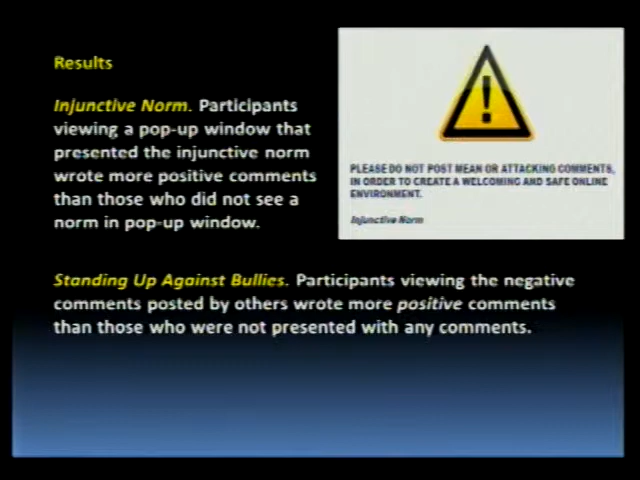 Results
Injunctive Norm. Participants
viewing a pop-up window that
presented the injunctive norm
wrote more positive comments
than those who did not see a
norm in pop-up window.
PLEASE DO NOT POST MEAN OR ATTACKING COMMENTS,
IN ORDER TO CREATE A WELCOMING AND SAFE ONLINE
ENVIRONMENT.
Injunctive Norm
Standing Up Against Bullies. Participants viewing the negative
comments posted by others wrote more positive comments
than those who were not presented with any comments.